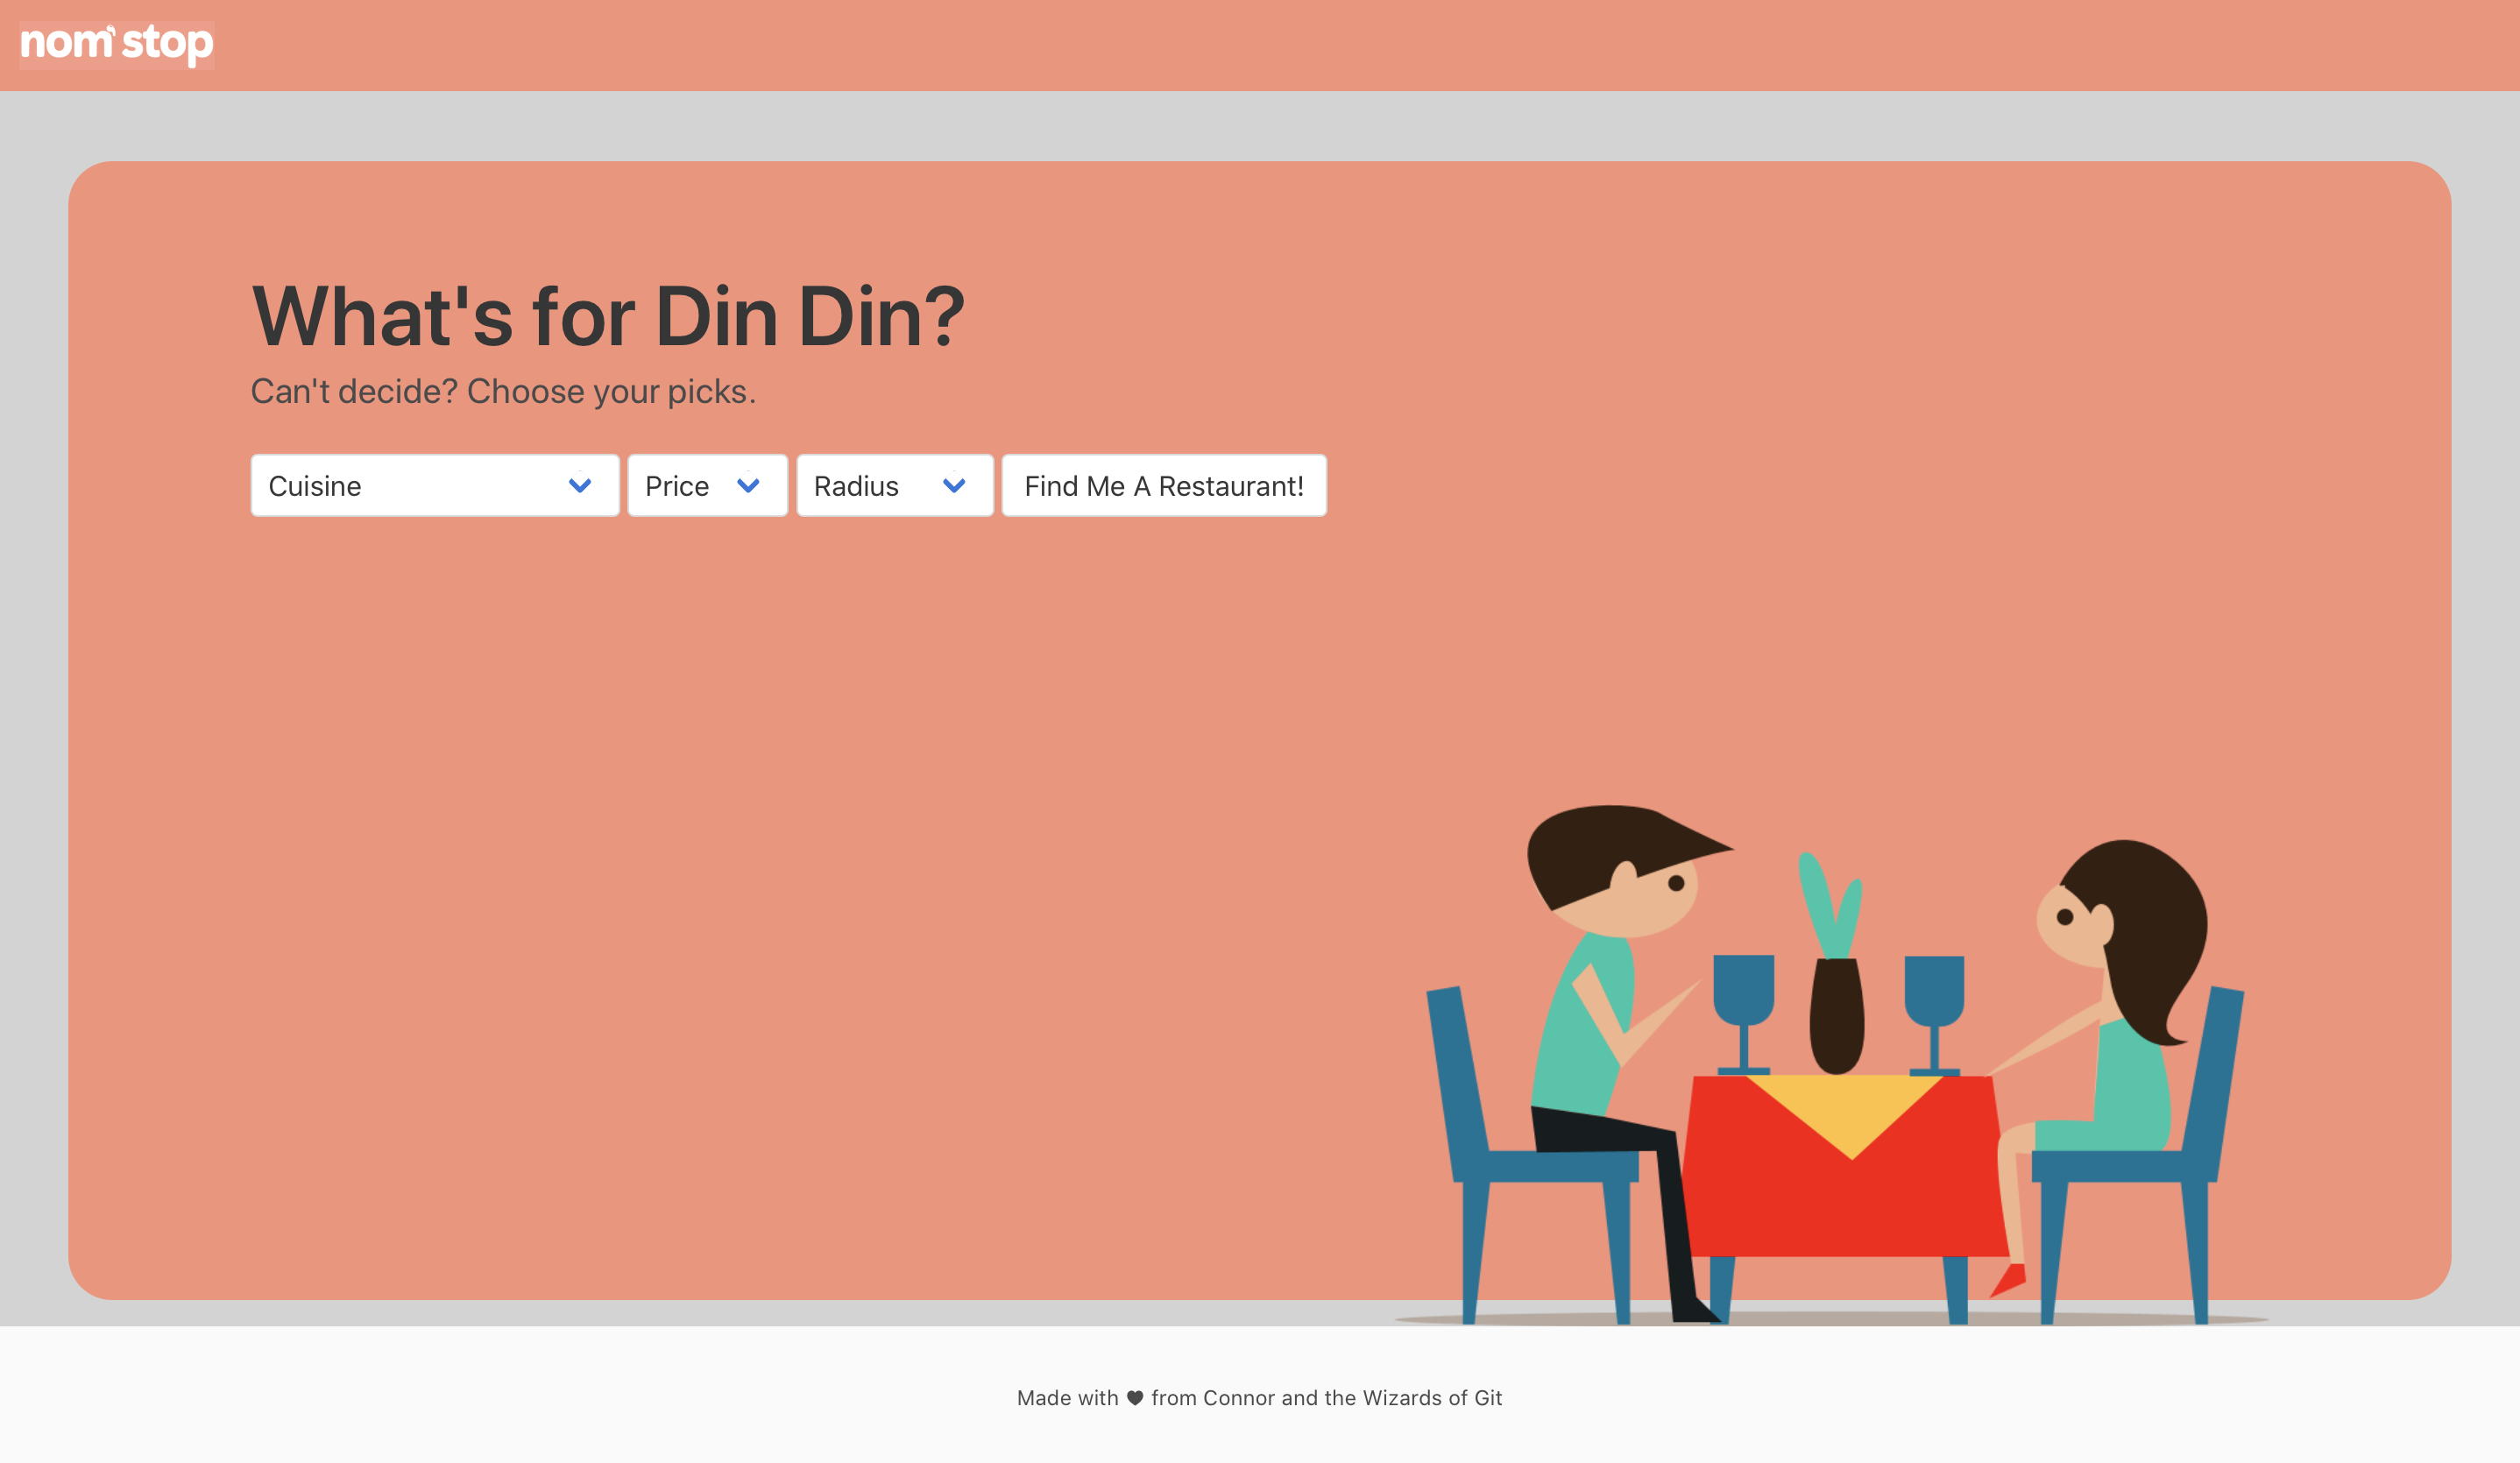 nom'stop
What's for Din Din?
Can't decide? Choose your picks.
Cuisine Price Radius Find Me A Restaurant!
Made with ♥ from Connor and the Wizards of Git